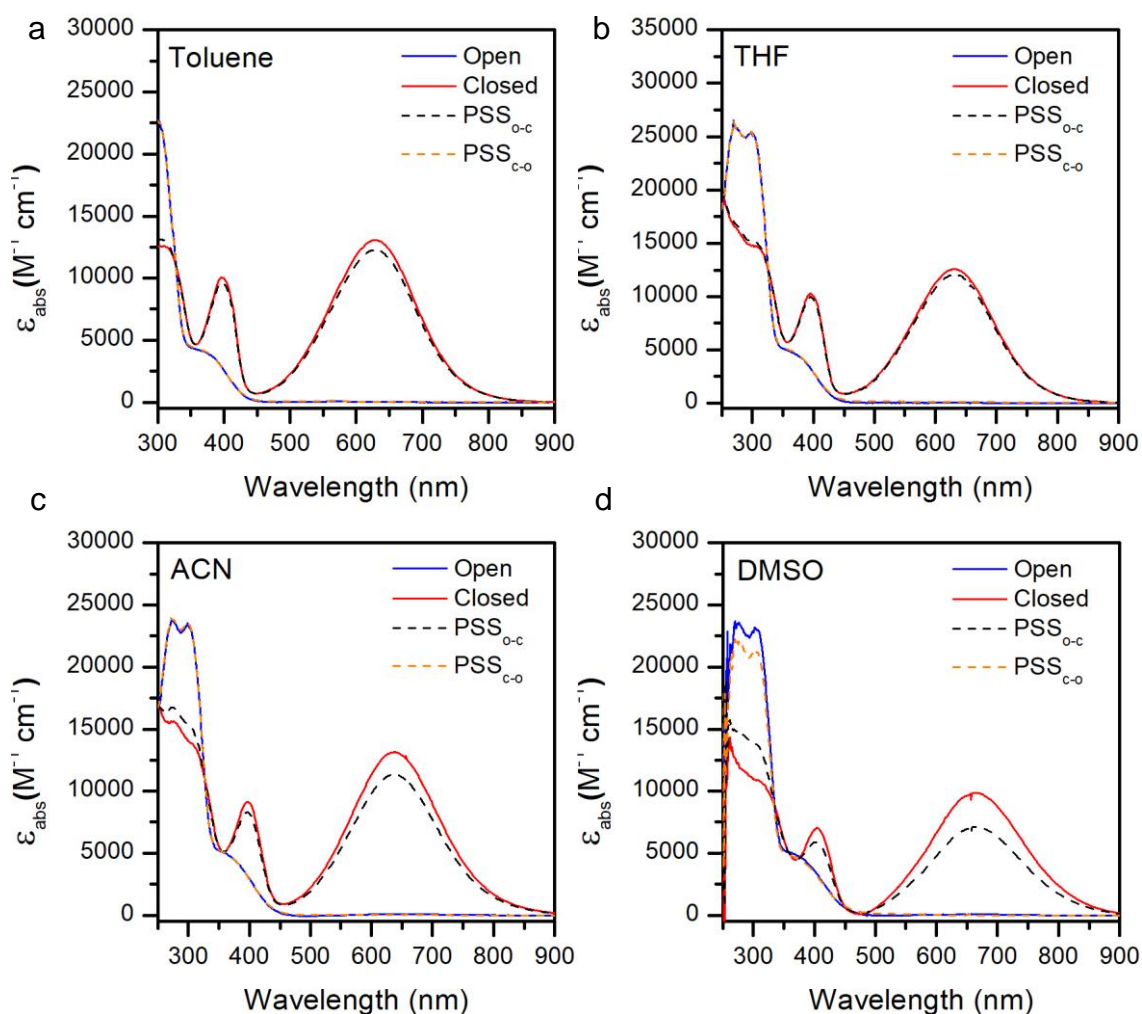 a
Toluene
Open
Closed
PSSo-c
PSSc-o
30000
25000
20000
15000
10000
5000
0
εabs(M⁻¹ cm⁻¹)
300 400 500 600 700 800 900
Wavelength (nm)
b
THF
Open
Closed
PSSo-c
PSSc-o
35000
30000
25000
20000
15000
10000
5000
0
εabs(M⁻¹ cm⁻¹)
300 400 500 600 700 800 900
Wavelength (nm)
c
ACN
Open
Closed
PSSo-c
PSSc-o
30000
25000
20000
15000
10000
5000
0
εabs(M⁻¹ cm⁻¹)
300 400 500 600 700 800 900
Wavelength (nm)
d
DMSO
Open
Closed
PSSo-c
PSSc-o
30000
25000
20000
15000
10000
5000
0
εabs(M⁻¹ cm⁻¹)
300 400 500 600 700 800 900
Wavelength (nm)